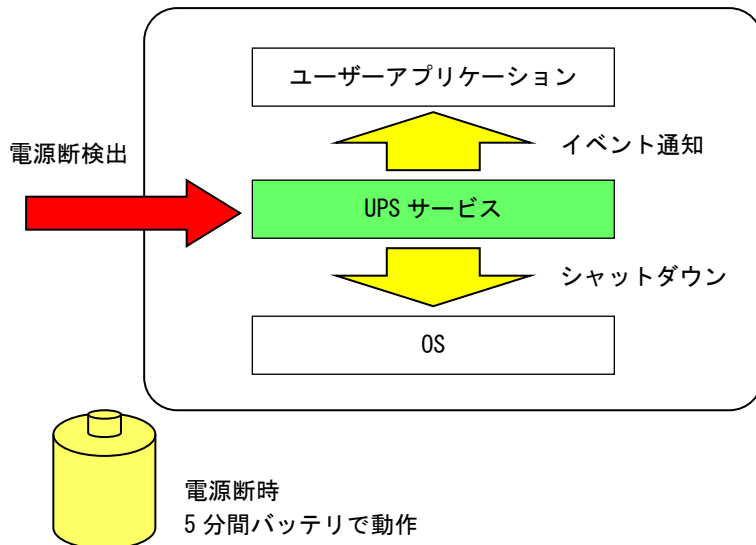 ユーザーアプリケーション
電源断検出
イベント通知
UPS サービス
シャットダウン
OS
電源断時
5 分間バッテリで動作